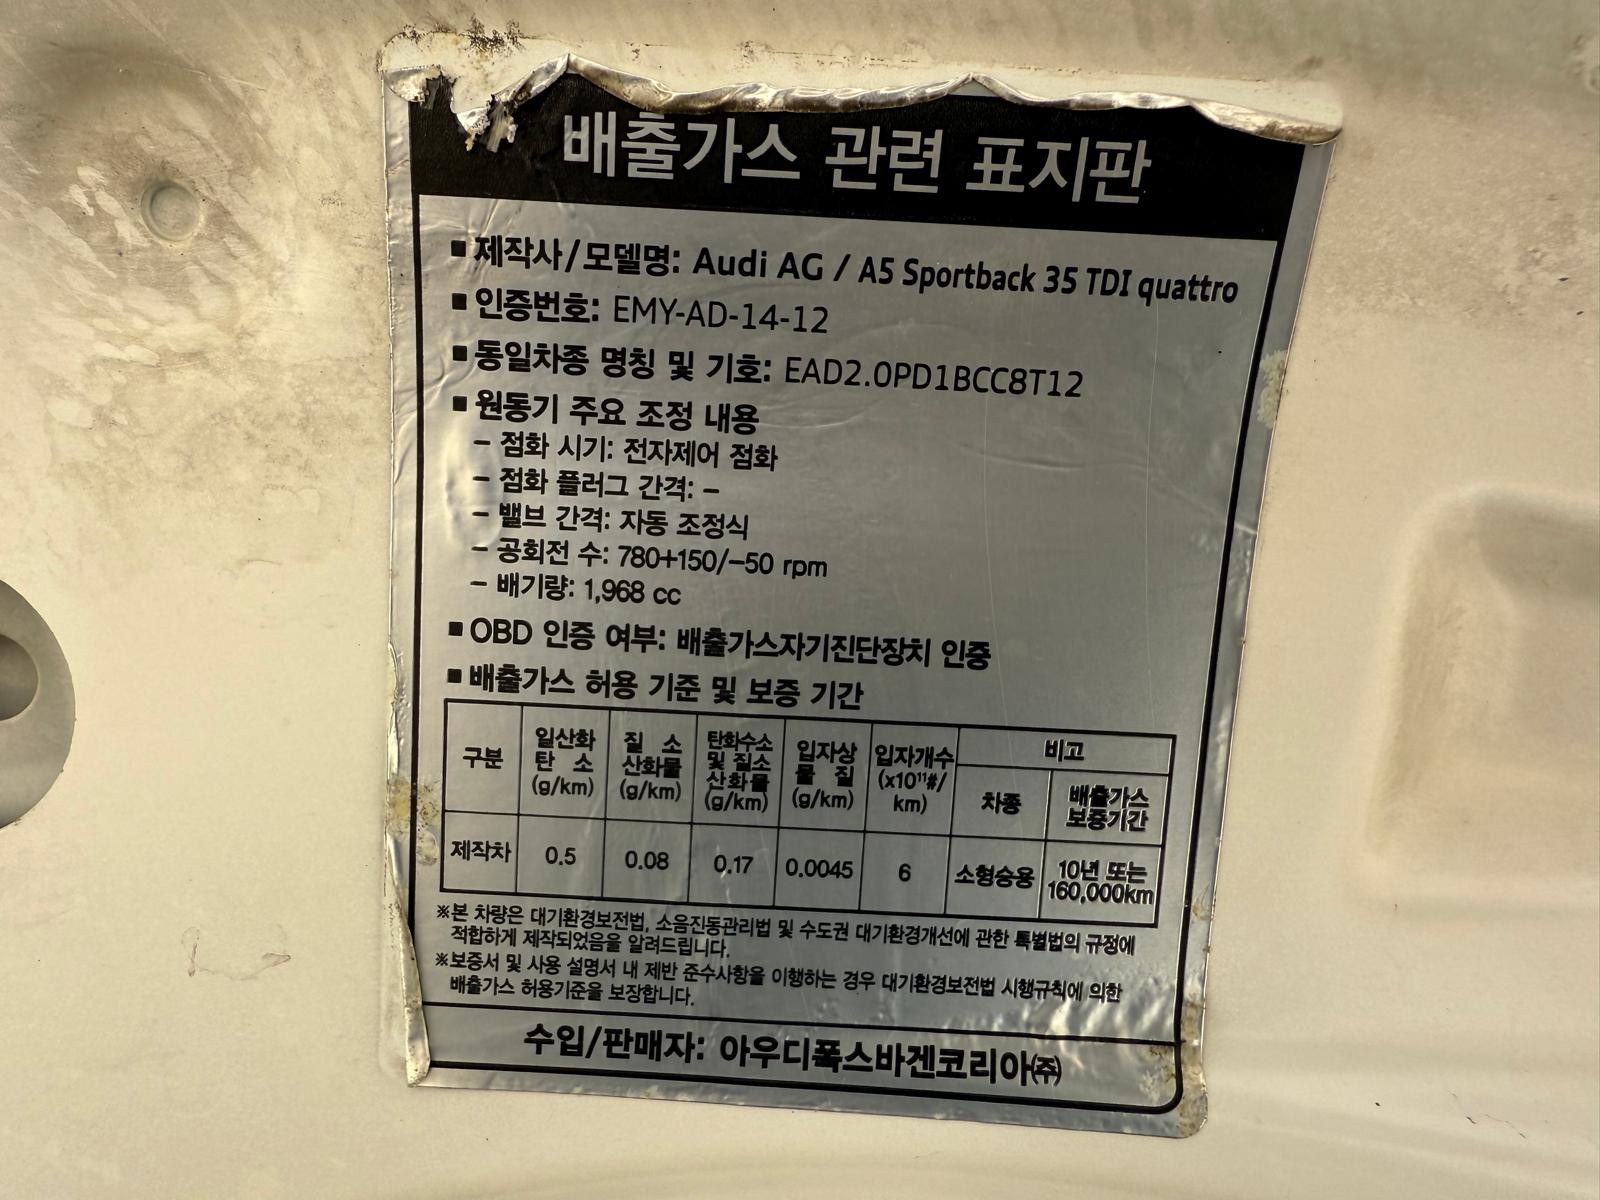 배출가스 관련 표지판
■ 제작사/모델명: Audi AG / A5 Sportback 35 TDI quattro
■ 인증번호: EMY-AD-14-12
■ 동일차종 명칭 및 기호: EAD2.0PD1BCC8T12
■ 원동기 주요 조정 내용
– 점화 시기: 전자제어 점화
– 점화 플러그 간격: –
– 밸브 간격: 자동 조정식
– 공회전 수: 780+150/–50 rpm
– 배기량: 1,968 cc
■ OBD 인증 여부: 배출가스자기진단장치 인증
■ 배출가스 허용 기준 및 보증 기간
구분 일산화탄소 (g/km) 질소산화물 (g/km) 탄화수소 및 질소산화물 (g/km) 입자상물질 (g/km) 입자개수 (x10¹¹#/km) 비고
차종 배출가스 보증기간
제작차 0.5 0.08 0.17 0.0045 6 소형승용 10년 또는 160,000km
※본 차량은 대기환경보전법, 소음진동관리법 및 수도권 대기환경개선에 관한 특별법의 규정에
적합하게 제작되었음을 알려드립니다.
※보증서 및 사용 설명서 내 제반 준수사항을 이행하는 경우 대기환경보전법 시행규칙에 의한
배출가스 허용기준을 보장합니다.
수입/판매자: 아우디폭스바겐코리아㈜